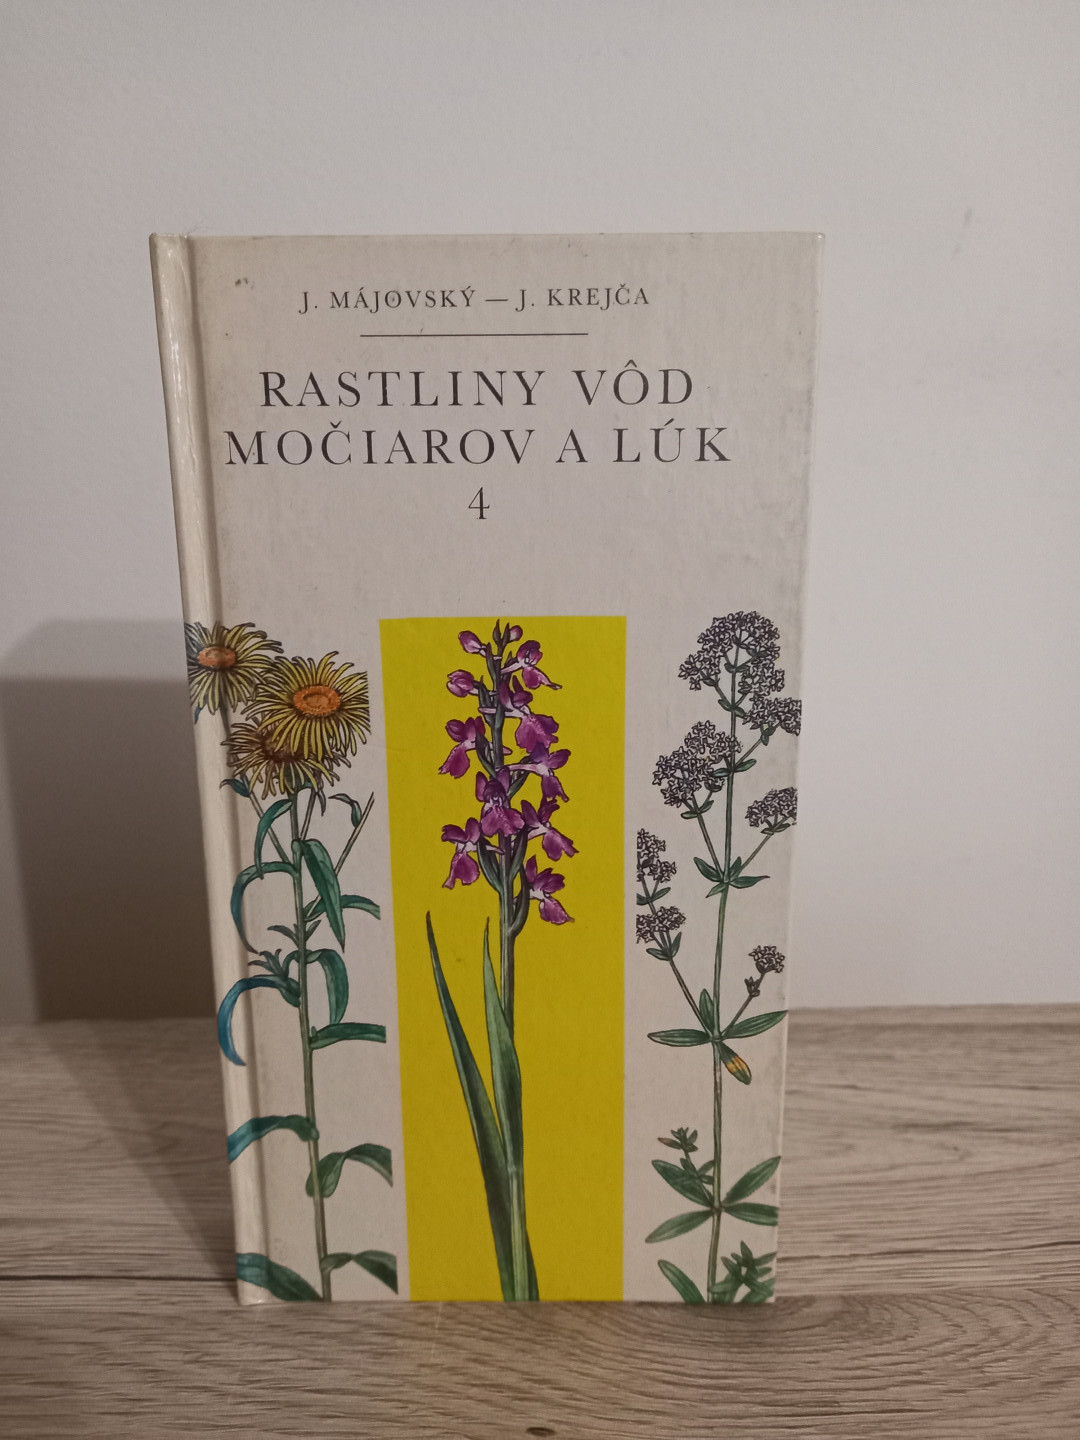 J. MÁJOVSKÝ — J. KREJČA
RASTLINY VÔD
MOČIAROV A LÚK
4